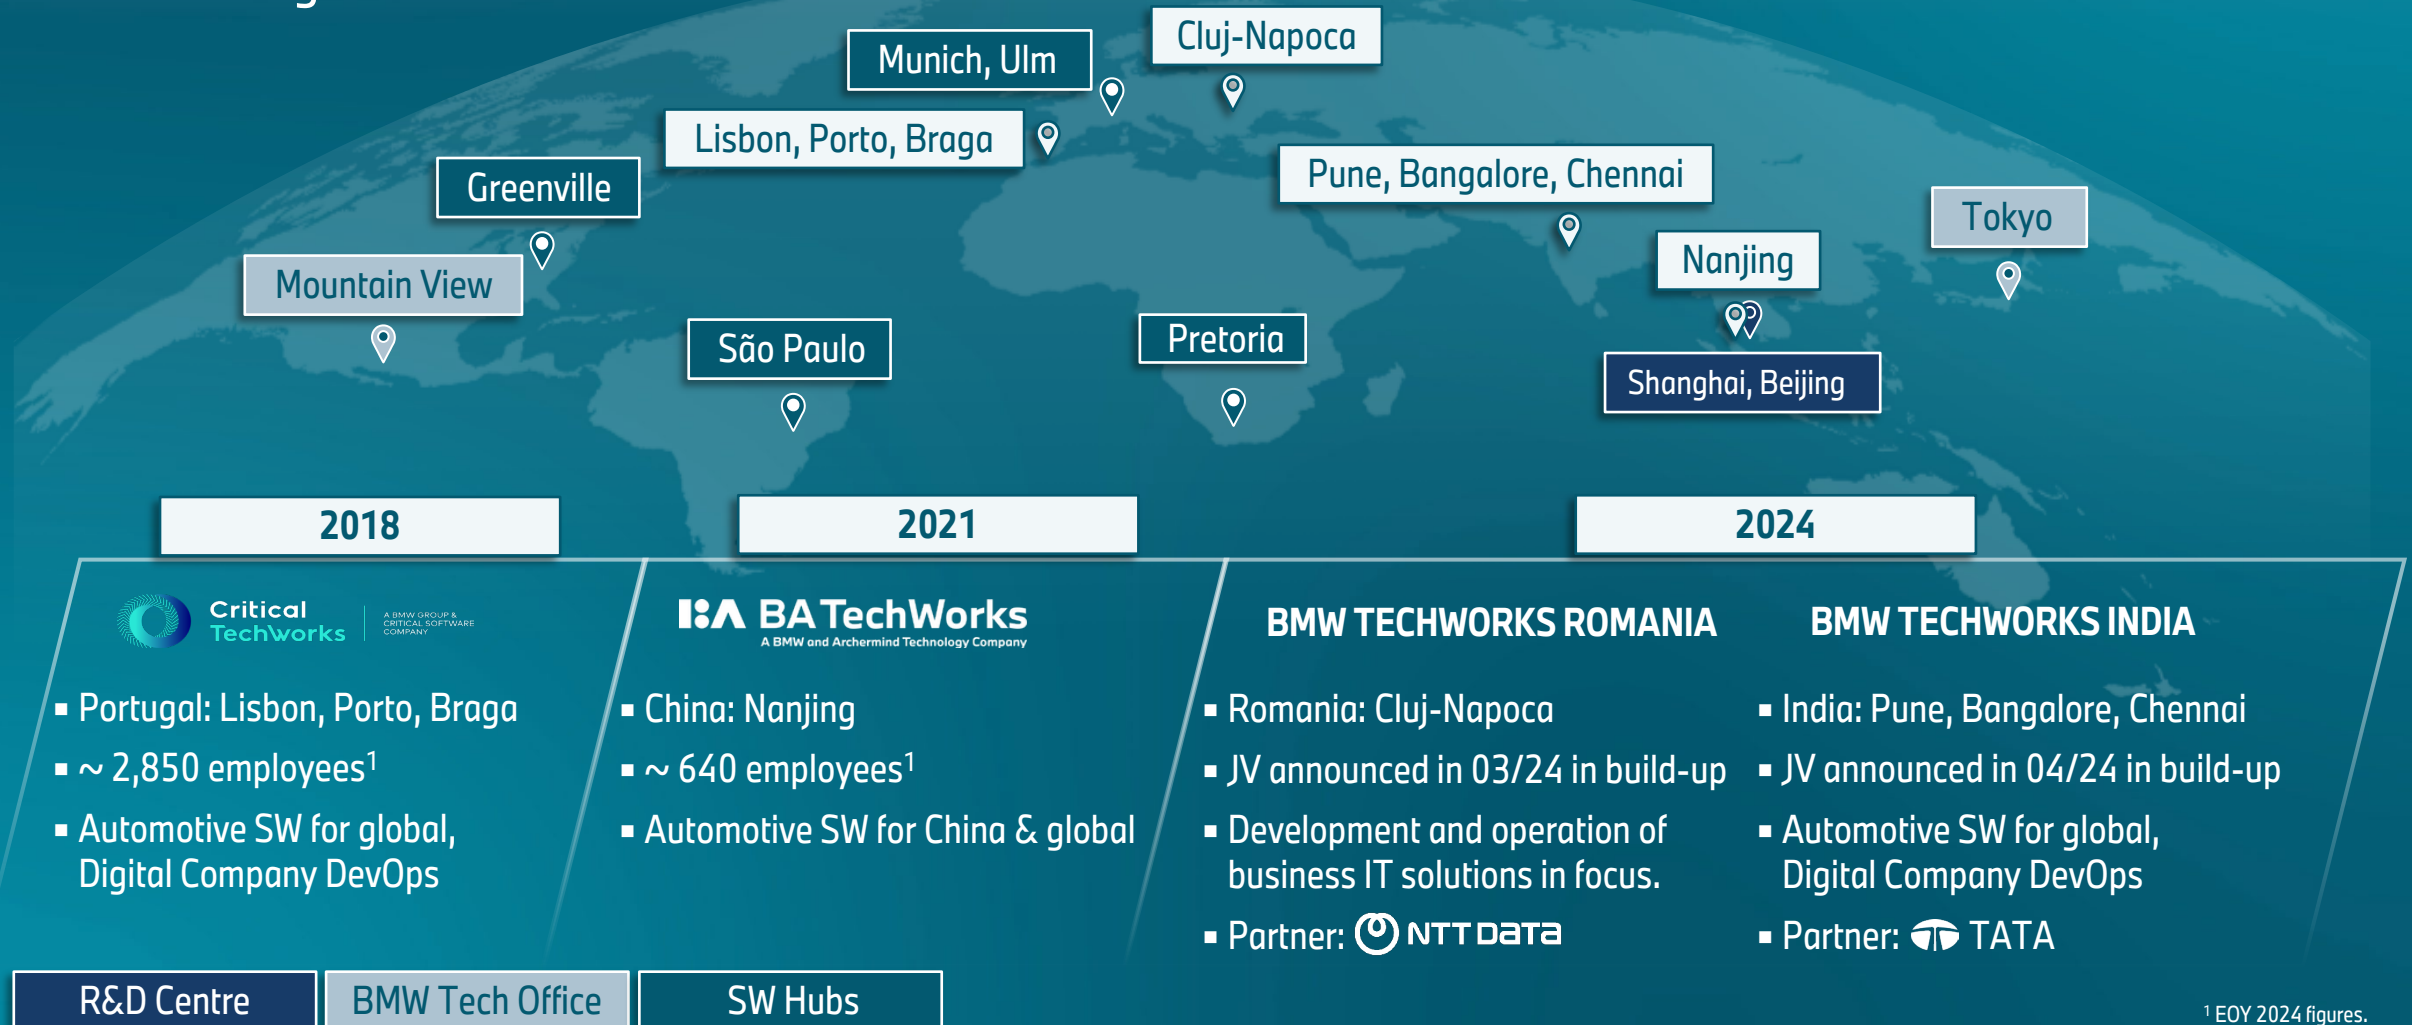 Cluj-Napoca
Munich, Ulm
Lisbon, Porto, Braga
Greenville
Pune, Bangalore, Chennai
Tokyo
Mountain View
Nanjing
São Paulo
Pretoria
Shanghai, Beijing
2018
2021
2024
Critical
TechWorks
A BMW GROUP &
CRITICAL SOFTWARE
COMPANY
BA TechWorks
A BMW and Archermind Technology Company
BMW TECHWORKS ROMANIA
BMW TECHWORKS INDIA
▪ Portugal: Lisbon, Porto, Braga
▪ ~ 2,850 employees¹
▪ Automotive SW for global,
Digital Company DevOps
▪ China: Nanjing
▪ ~ 640 employees¹
▪ Automotive SW for China & global
▪ Romania: Cluj-Napoca
▪ JV announced in 03/24 in build-up
▪ Development and operation of
business IT solutions in focus.
▪ Partner: NTT DATA
▪ India: Pune, Bangalore, Chennai
▪ JV announced in 04/24 in build-up
▪ Automotive SW for global,
Digital Company DevOps
▪ Partner: TATA
R&D Centre
BMW Tech Office
SW Hubs
¹ EOY 2024 figures.